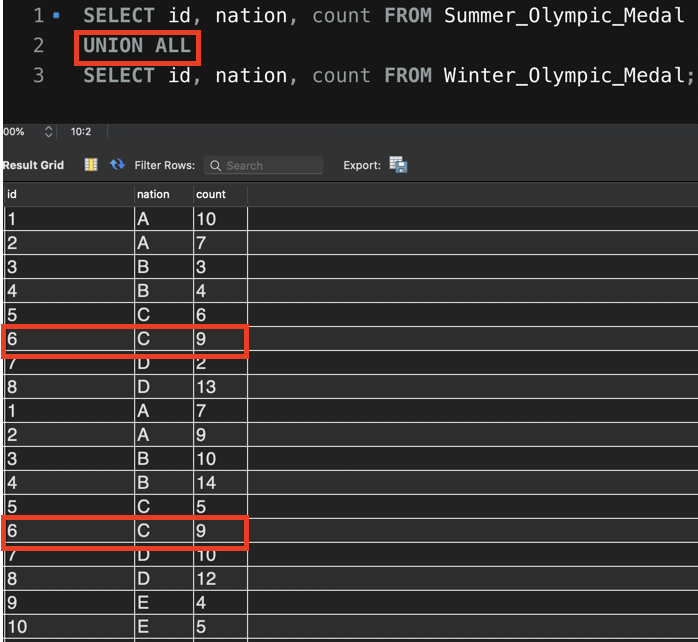 1 SELECT id, nation, count FROM Summer_Olympic_Medal
2 UNION ALL
3 SELECT id, nation, count FROM Winter_Olympic_Medal;
00% 10:2
Result Grid Filter Rows: Search Export:
id nation count
1 A 10
2 A 7
3 B 3
4 B 4
5 C 6
6 C 9
7 D 2
8 D 13
1 A 7
2 A 9
3 B 10
4 B 14
5 C 5
6 C 9
7 D 10
8 D 12
9 E 4
10 E 5